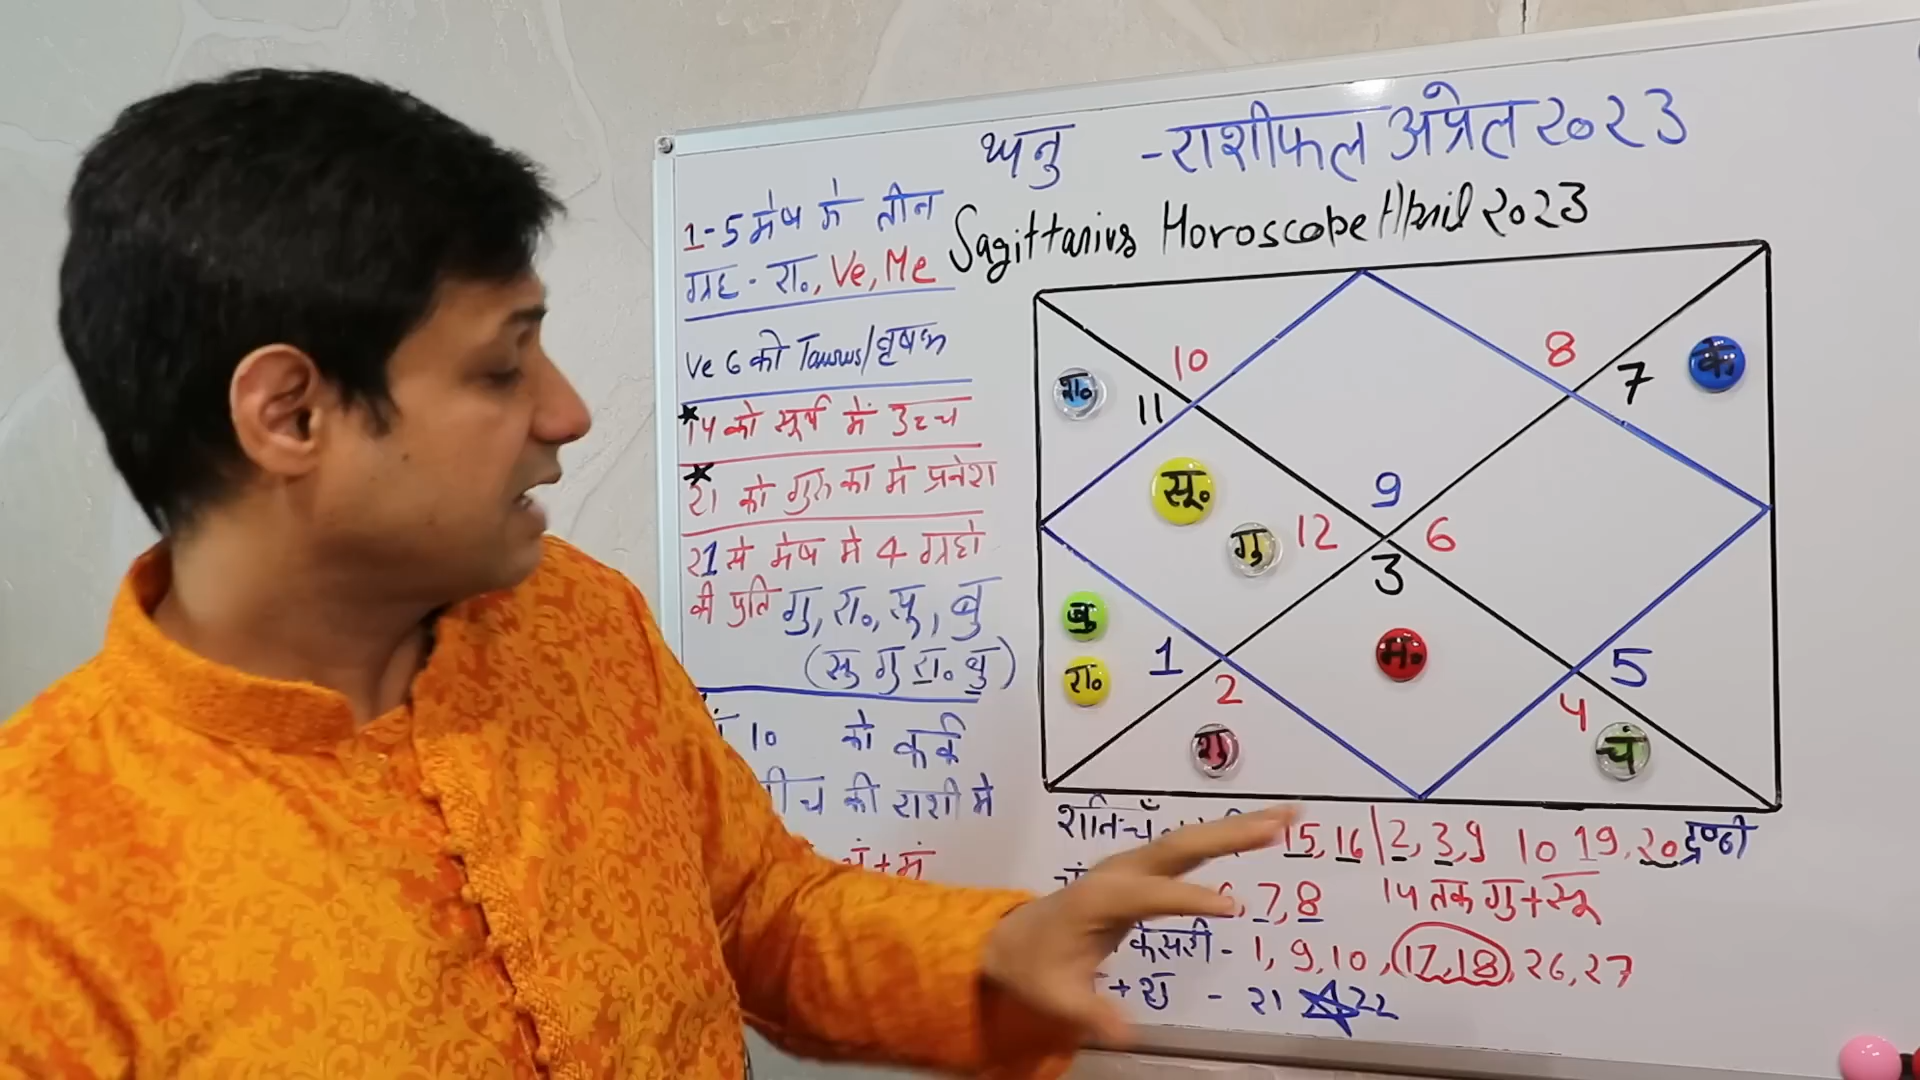 धनु - राशीफल अप्रेल २०२३
Sagittarius Horoscope April २०२३
1-5 मेष मे तीन
ग्रह - रा॰, Ve, Me
Ve 6 को Taurus/वृषभ
★ 14 को सूर्य मे उच्च
★ 21 को गुरु का मे प्रवेश
21 से मेष मे 4 ग्रहो
की युति गु, रा॰, सू, बु
(सू गु रा॰ बु)
10 को कर्क
नीच की राशी मे
+ मं
10
8
7
के॰
श॰
11
सू॰
गु
12
9
6
3
बु
रा॰
1
2
शु
मं॰
5
4
चं
15, 16 | 2, 3, 9 10 19, 20
6, 7, 8 14 तक गु+सू
केसरी - 1, 9, 10, (17, 18), 26, 27
+ शु - 21 ★ 22